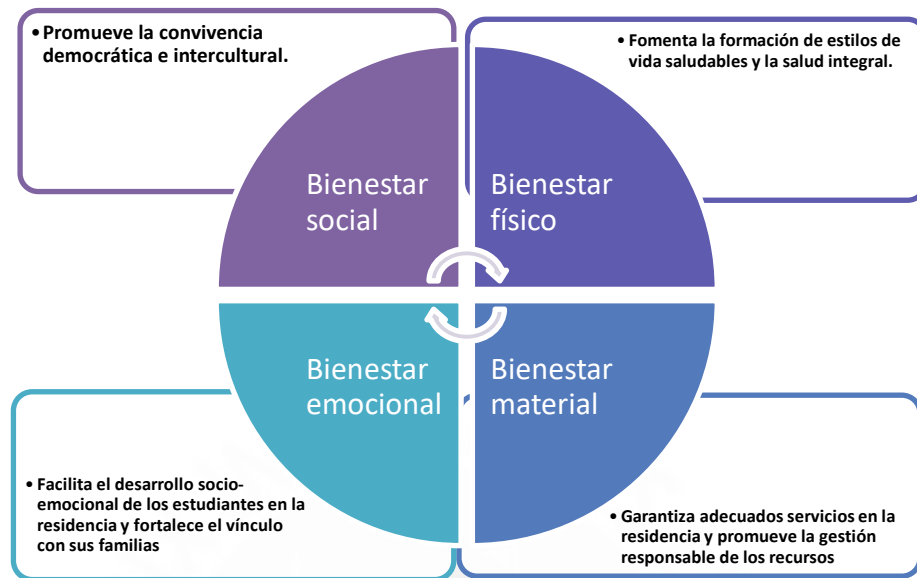 • Promueve la convivencia
democrática e intercultural.
• Fomenta la formación de estilos de
vida saludables y la salud integral.
Bienestar
social
Bienestar
físico
Bienestar
emocional
Bienestar
material
• Facilita el desarrollo socio-
emocional de los estudiantes en la
residencia y fortalece el vínculo
con sus familias
• Garantiza adecuados servicios en la
residencia y promueve la gestión
responsable de los recursos